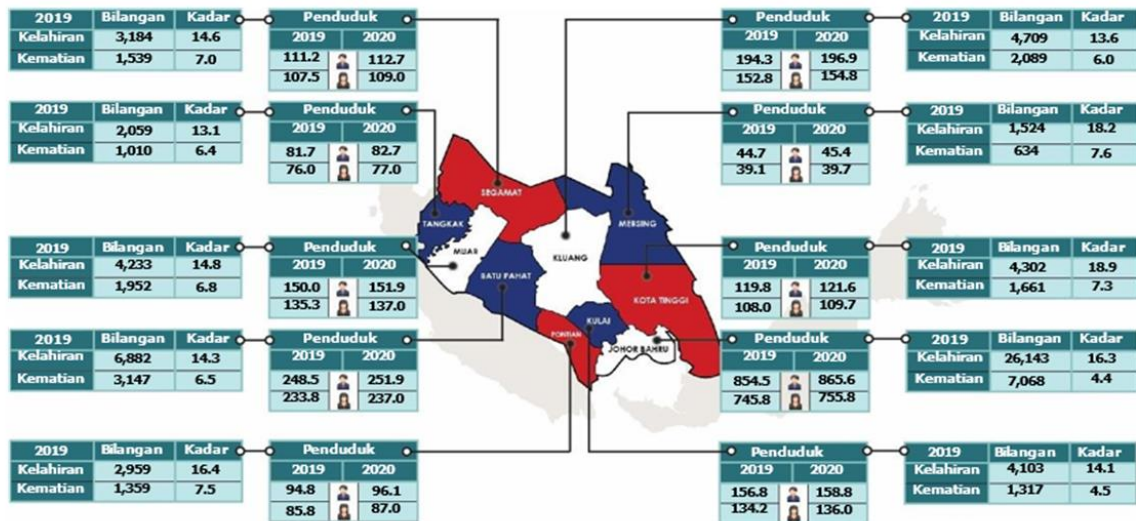 2019 Bilangan Kadar
Kelahiran 3,184 14.6
Kematian 1,539 7.0
Penduduk
2019 2020
111.2 112.7
107.5 109.0
Penduduk
2019 2020
194.3 196.9
152.8 154.8
2019 Bilangan Kadar
Kelahiran 4,709 13.6
Kematian 2,089 6.0
2019 Bilangan Kadar
Kelahiran 2,059 13.1
Kematian 1,010 6.4
Penduduk
2019 2020
81.7 82.7
76.0 77.0
Penduduk
2019 2020
44.7 45.4
39.1 39.7
2019 Bilangan Kadar
Kelahiran 1,524 18.2
Kematian 634 7.6
SEGAMAT
TANGKAK
MERSING
MUAR
KLUANG
BATU PAHAT
KOTA TINGGI
KULAI
PONTIAN
JOHOR BAHRU
2019 Bilangan Kadar
Kelahiran 4,233 14.8
Kematian 1,952 6.8
Penduduk
2019 2020
150.0 151.9
135.3 137.0
Penduduk
2019 2020
119.8 121.6
108.0 109.7
2019 Bilangan Kadar
Kelahiran 4,302 18.9
Kematian 1,661 7.3
2019 Bilangan Kadar
Kelahiran 6,882 14.3
Kematian 3,147 6.5
Penduduk
2019 2020
248.5 251.9
233.8 237.0
Penduduk
2019 2020
854.5 865.6
745.8 755.8
2019 Bilangan Kadar
Kelahiran 26,143 16.3
Kematian 7,068 4.4
2019 Bilangan Kadar
Kelahiran 2,959 16.4
Kematian 1,359 7.5
Penduduk
2019 2020
94.8 96.1
85.8 87.0
Penduduk
2019 2020
156.8 158.8
134.2 136.0
2019 Bilangan Kadar
Kelahiran 4,103 14.1
Kematian 1,317 4.5